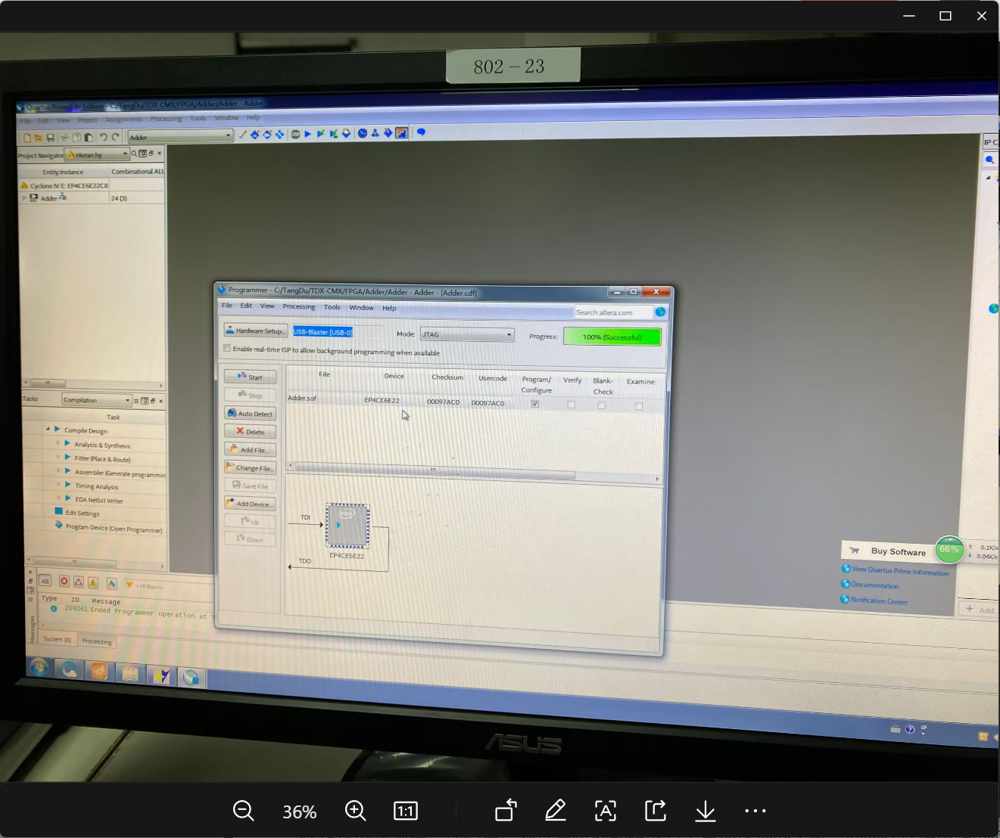 802-23
Quartus Prime Lite Edition - C:/TangDu/TDX-CMX/FPGA/Adder/Adder - Adder
File Edit View Project Assignments Processing Tools Window Help
Adder
Project Navigator Hierarchy
Entity:Instance Combinational ALU
Cyclone IV E: EP4CE6E22C8
Adder 24 (3)
IP C
Programmer - C:/TangDu/TDX-CMX/FPGA/Adder/Adder - Adder - [Adder.cdf]
File Edit View Processing Tools Window Help
Search altera.com
Hardware Setup... USB-Blaster [USB-0] Mode: JTAG Progress: 100% (Successful)
Enable real-time ISP to allow background programming when available
Start
Stop
Auto Detect
Delete
Add File...
Change File...
Save File
Add Device...
Up
Down
File Device Checksum Usercode Program/Configure Verify Blank-Check Examine
Adder.sof EP4CE6E22 00097AC0 00097AC0
TDI
intel
EP4CE6E22
TDO
Tasks Compilation
Task
Compile Design
Analysis & Synthesis
Fitter (Place & Route)
Assembler (Generate programmin
Timing Analysis
EDA Netlist Writer
Edit Settings
Program Device (Open Programmer)
Buy Software
66%
0.1K/s
0.04K/s
View Quartus Prime Information
Documentation
Notification Center
Add...
All <<Filter>>
Type ID Message
209061 Ended Programmer operation at
Messages
System (6) Processing
ASUS
36%
1:1